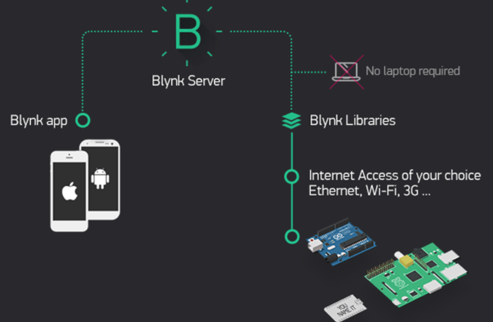 B
Blynk Server
No laptop required
Blynk app
Blynk Libraries
Internet Access of your choice
Ethernet, Wi-Fi, 3G ...
YOU
NAME IT